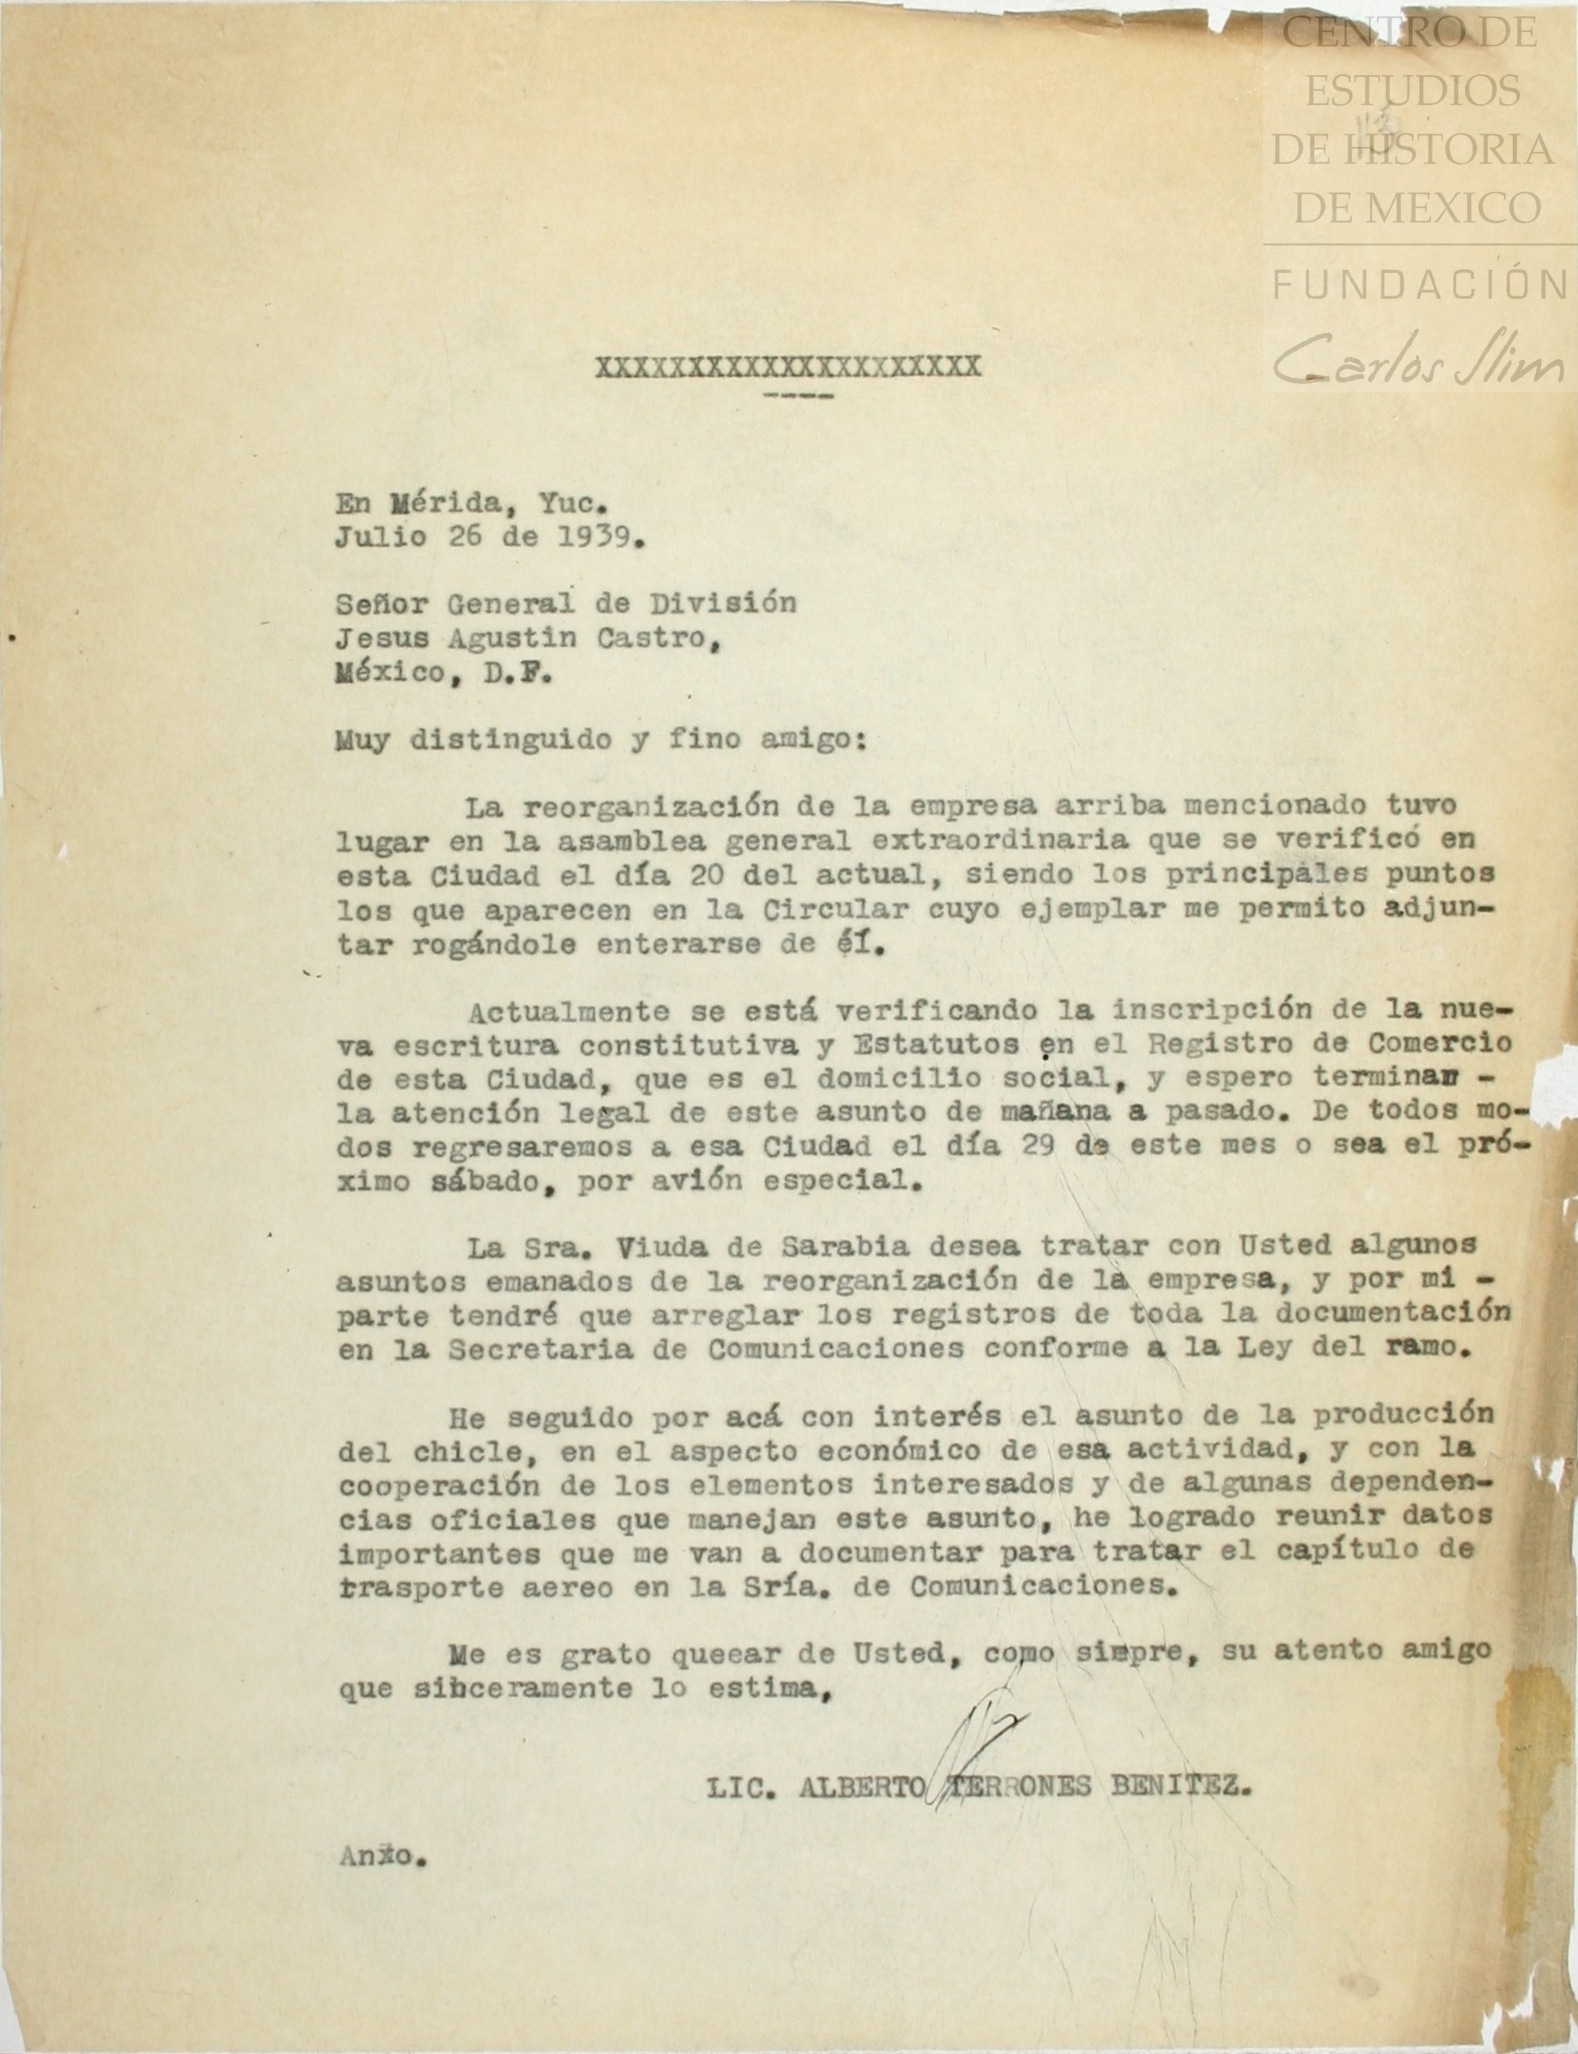 CENTRO DE
ESTUDIOS
DE HISTORIA
DE MEXICO
FUNDACIÓN
Carlos Slim
XXXXXXXXXXXXXXXXXXXXX
----
En Mérida, Yuc.
Julio 26 de 1939.
Señor General de División
Jesus Agustin Castro,
México, D.F.
Muy distinguido y fino amigo:
La reorganización de la empresa arriba mencionado tuvo
lugar en la asamblea general extraordinaria que se verificó en
esta Ciudad el día 20 del actual, siendo los principales puntos
los que aparecen en la Circular cuyo ejemplar me permito adjun-
tar rogándole enterarse de él.
Actualmente se está verificando la inscripción de la nue-
va escritura constitutiva y Estatutos en el Registro de Comercio
de esta Ciudad, que es el domicilio social, y espero terminar -
la atención legal de este asunto de mañana a pasado. De todos mo-
dos regresaremos a esa Ciudad el día 29 de este mes o sea el pró-
ximo sábado, por avión especial.
La Sra. Viuda de Sarabia desea tratar con Usted algunos
asuntos emanados de la reorganización de la empresa, y por mi -
parte tendré que arreglar los registros de toda la documentación
en la Secretaria de Comunicaciones conforme a la Ley del ramo.
He seguido por acá con interés el asunto de la producción
del chicle, en el aspecto económico de esa actividad, y con la
cooperación de los elementos interesados y de algunas dependen-
cias oficiales que manejan este asunto, he logrado reunir datos
importantes que me van a documentar para tratar el capítulo de
trasporte aereo en la Sría. de Comunicaciones.
Me es grato queear de Usted, como simpre, su atento amigo
que sinceramente lo estima,
LIC. ALBERTO TERRONES BENITEZ.
Anxo.